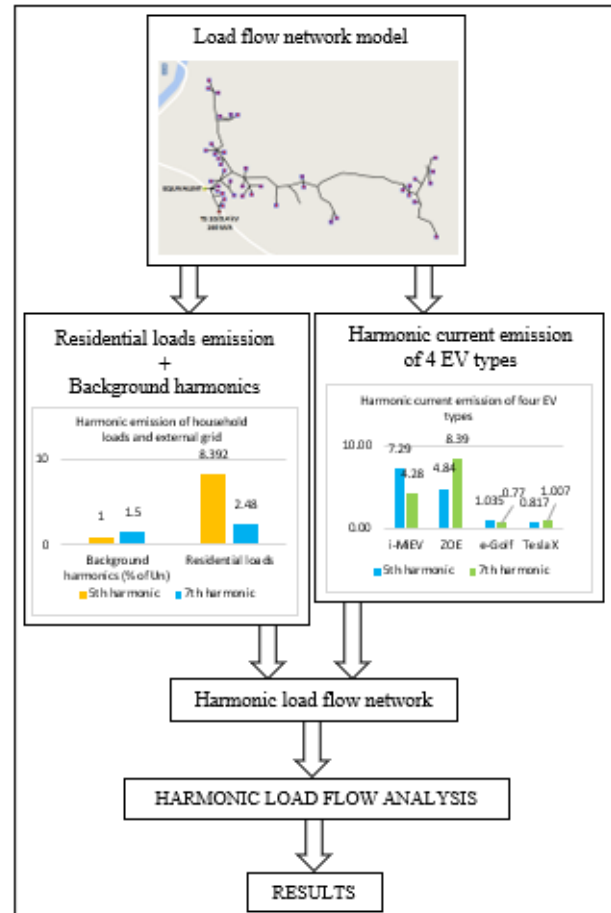 Load flow network model
EQUIVALENT
Residential loads emission
+
Background harmonics
Harmonic emission of household
loads and external grid
10
8.392
1
1.5
2.48
0
Background
harmonics (% of Un)
Residential loads
5th harmonic
7th harmonic
Harmonic current emission
of 4 EV types
Harmonic current emission of four EV
types
10.00
7.29
4.28
4.84
8.39
1.035
0.77
0.817
1.007
0.00
i-MiEV
ZOE
e-Golf
Tesla X
5th harmonic
7th harmonic
Harmonic load flow network
HARMONIC LOAD FLOW ANALYSIS
RESULTS